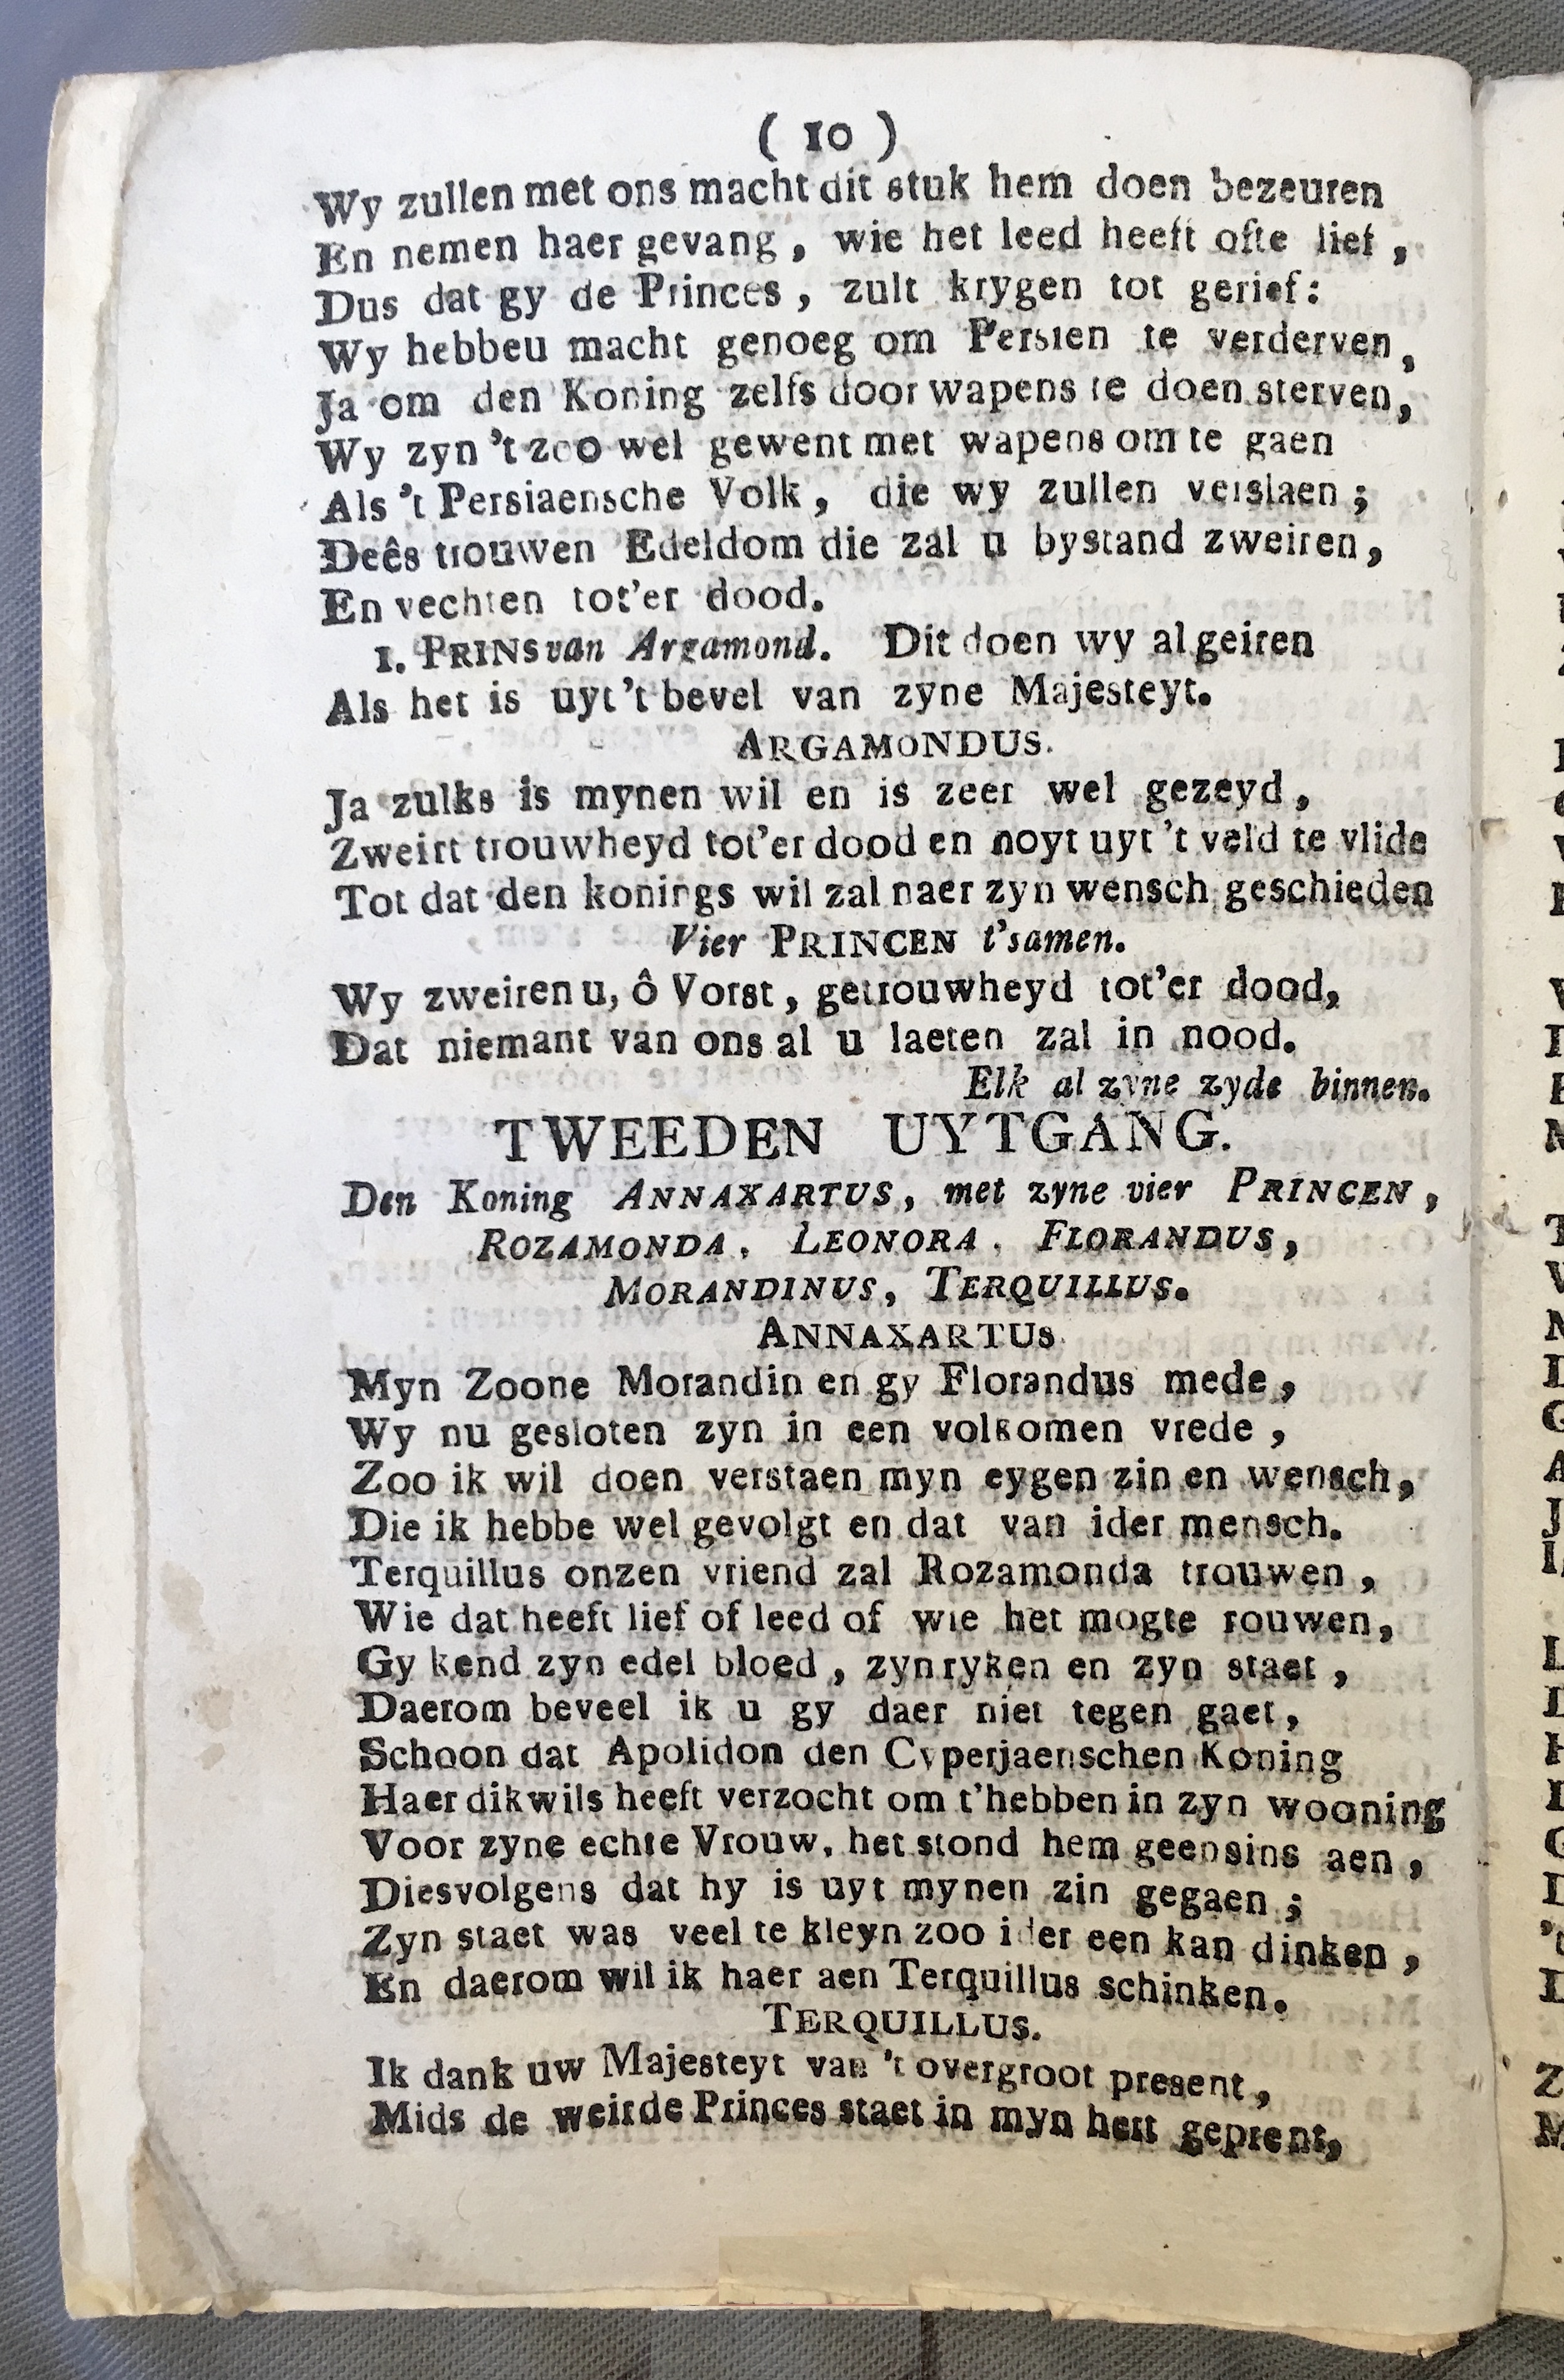 ( 10 )
Wy zullen met ons macht dit stuk hem doen bezeuren
En nemen haer gevang, wie het leed heeft ofte lief,
Dus dat gy de Princes, zult krygen tot gerief:
Wy hebbeu macht genoeg om Persien te verderven,
Ja om den Koning zelfs door wapens te doen sterven,
Wy zyn 't zoo wel gewent met wapens om te gaen
Als 't Persiaensche Volk, die wy zullen verslaen;
Deês trouwen Edeldom die zal u bystand zweiren,
En vechten tot'er dood.
1. PRINS van Argamond. Dit doen wy al geiren
Als het is uyt 't bevel van zyne Majesteyt.
ARGAMONDUS.
Ja zulks is mynen wil en is zeer wel gezeyd,
Zweirt trouwheyd tot'er dood en noyt uyt 't veld te vlide
Tot dat den konings wil zal naer zyn wensch geschieden
Vier PRINCEN t'samen.
Wy zweiren u, ô Vorst, getrouwheyd tot'er dood,
Dat niemant van ons al u laeten zal in nood.
Elk al zyne zyde binnen.
TWEEDEN UYTGANG.
Den Koning ANNAXARTUS, met zyne vier PRINCEN,
ROZAMONDA, LEONORA, FLORANDUS,
MORANDINUS, TERQUILLUS.
ANNAXARTUS.
Myn Zoone Morandin en gy Florandus mede,
Wy nu gesloten zyn in een volkomen vrede,
Zoo ik wil doen verstaen myn eygen zin en wensch,
Die ik hebbe wel gevolgt en dat van ider mensch.
Terquillus onzen vriend zal Rozamonda trouwen,
Wie dat heeft lief of leed of wie het mogte rouwen,
Gy kend zyn edel bloed, zyn ryken en zyn staet,
Daerom beveel ik u gy daer niet tegen gaet,
Schoon dat Apolidon den Cyperjaenschen Koning
Haer dikwils heeft verzocht om t'hebben in zyn wooning
Voor zyne echte Vrouw, het stond hem geensins aen,
Diesvolgens dat hy is uyt mynen zin gegaen;
Zyn staet was veel te kleyn zoo ider een kan dinken,
En daerom wil ik haer aen Terquillus schinken.
TERQUILLUS.
Ik dank uw Majesteyt van 't overgroot present,
Mids de weirde Princes staet in myn hert geprent,